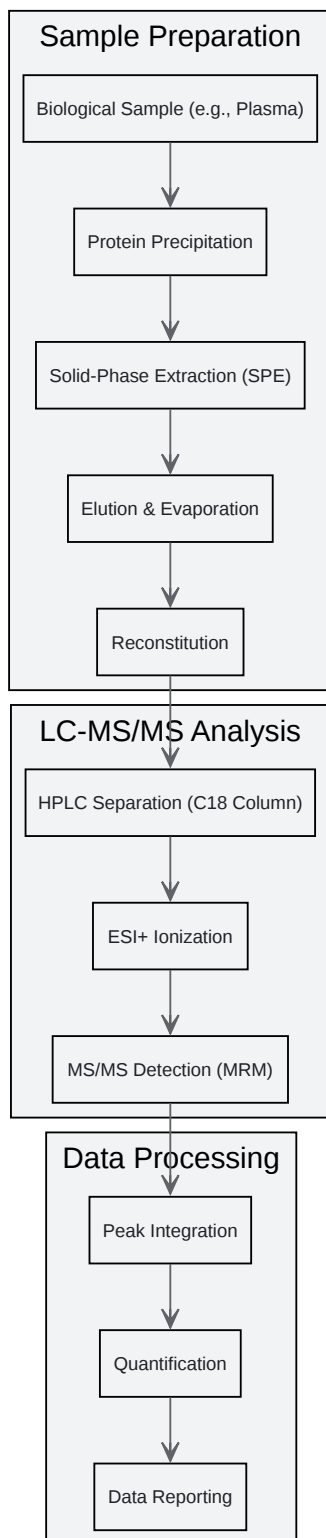 Sample Preparation
Biological Sample (e.g., Plasma)
Protein Precipitation
Solid-Phase Extraction (SPE)
Elution & Evaporation
Reconstitution
LC-MS/MS Analysis
HPLC Separation (C18 Column)
ESI+ Ionization
MS/MS Detection (MRM)
Data Processing
Peak Integration
Quantification
Data Reporting